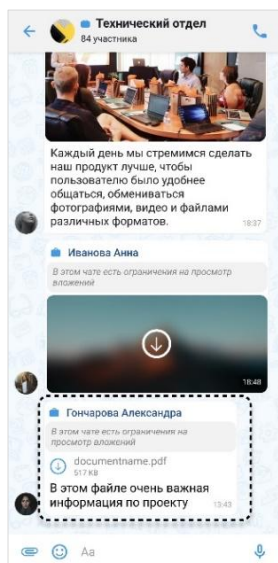 Технический отдел
84 участника
Каждый день мы стремимся сделать
наш продукт лучше, чтобы
пользователю было удобнее
общаться, обмениваться
фотографиями, видео и файлами
различных форматов. 18:37
Иванова Анна
В этом чате есть ограничения на просмотр
вложений
18:48
Гончарова Александра
В этом чате есть ограничения на
просмотр вложений
documentname.pdf
517 KB
В этом файле очень важная
информация по проекту 13:43
Aa